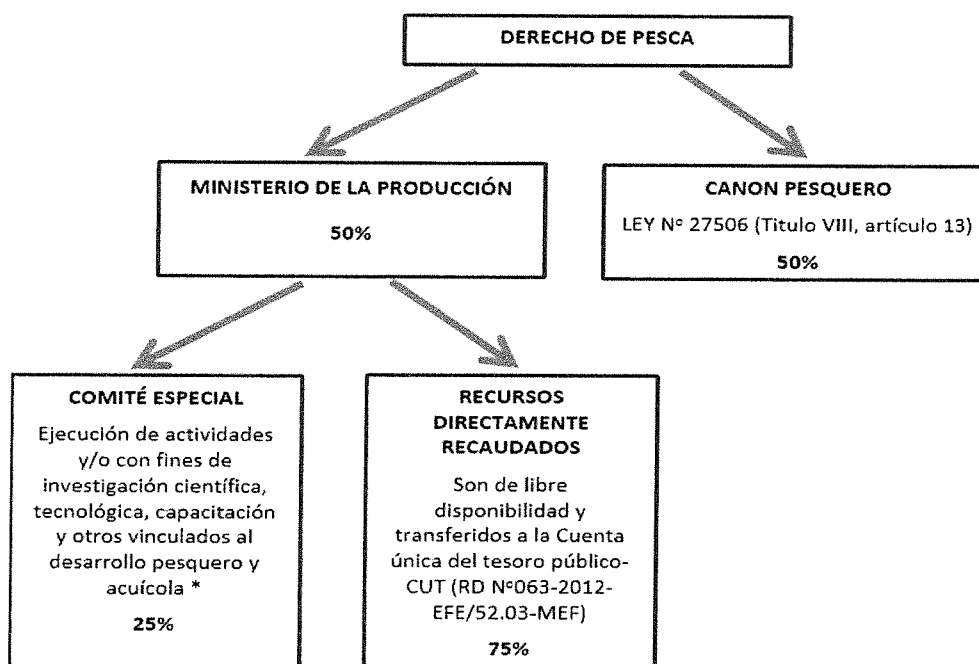 DERECHO DE PESCA
MINISTERIO DE LA PRODUCCIÓN
50%
CANON PESQUERO
LEY Nº 27506 (Titulo VIII, artículo 13)
50%
COMITÉ ESPECIAL
Ejecución de actividades
y/o con fines de
investigación científica,
tecnológica, capacitación
y otros vinculados al
desarrollo pesquero y
acuícola *
25%
RECURSOS
DIRECTAMENTE
RECAUDADOS
Son de libre
disponibilidad y
transferidos a la Cuenta
única del tesoro público-
CUT (RD Nº063-2012-
EFE/52.03-MEF)
75%